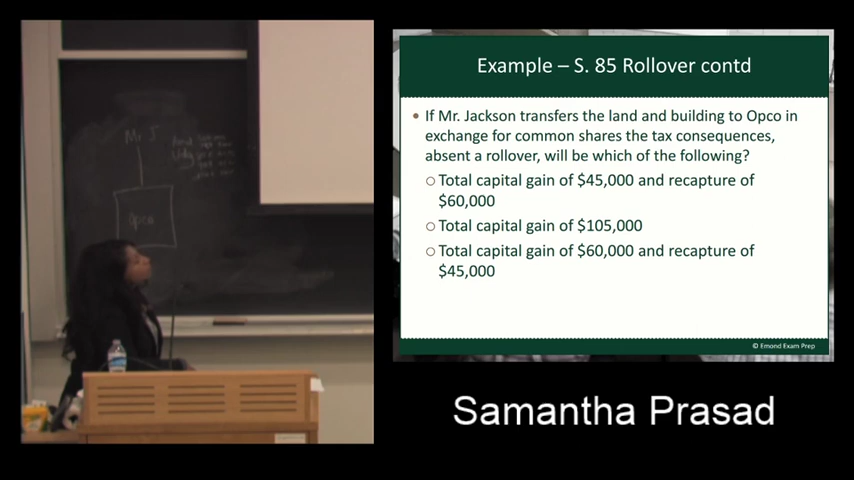 Example – S. 85 Rollover contd
• If Mr. Jackson transfers the land and building to Opco in
exchange for common shares the tax consequences,
absent a rollover, will be which of the following?
○ Total capital gain of $45,000 and recapture of
$60,000
○ Total capital gain of $105,000
○ Total capital gain of $60,000 and recapture of
$45,000
© Emond Exam Prep
Samantha Prasad
Mr J
Opco